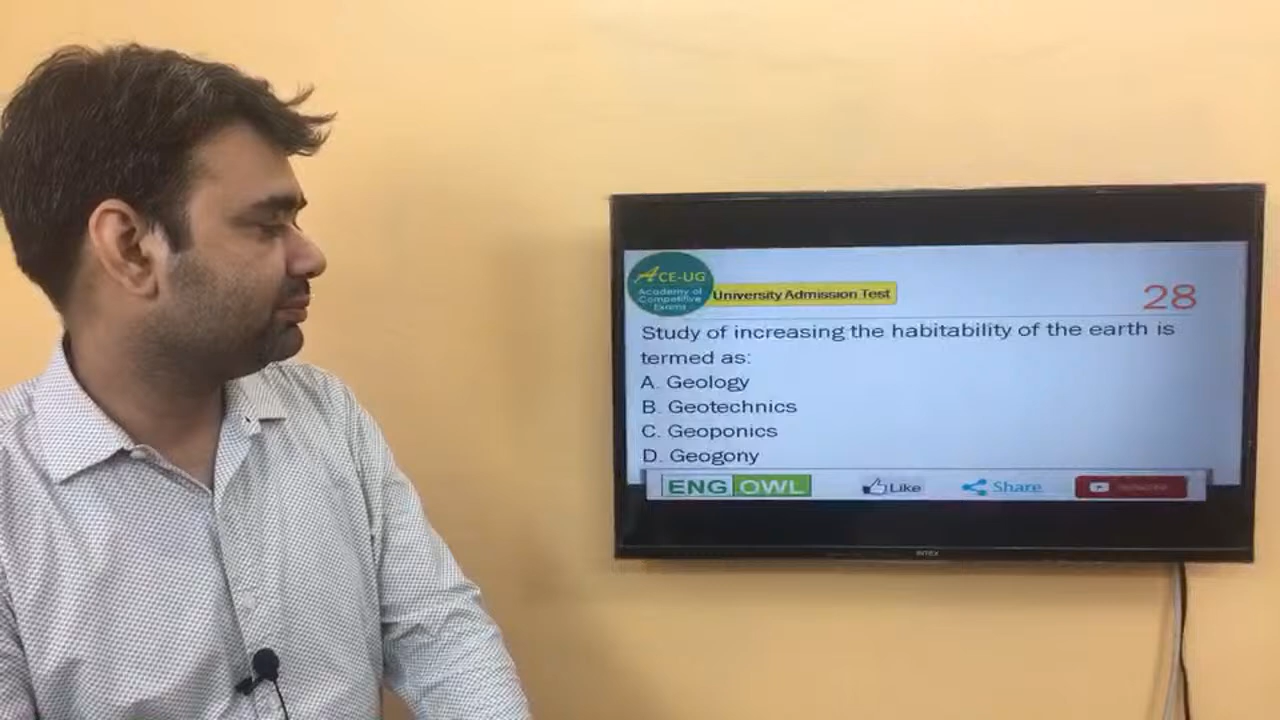 ACE-UG
Academy of
Competitive
Exams
University Admission Test
28
Study of increasing the habitability of the earth is
termed as:
A. Geology
B. Geotechnics
C. Geoponics
D. Geogony
ENG OWL
Like
Share
INTEX